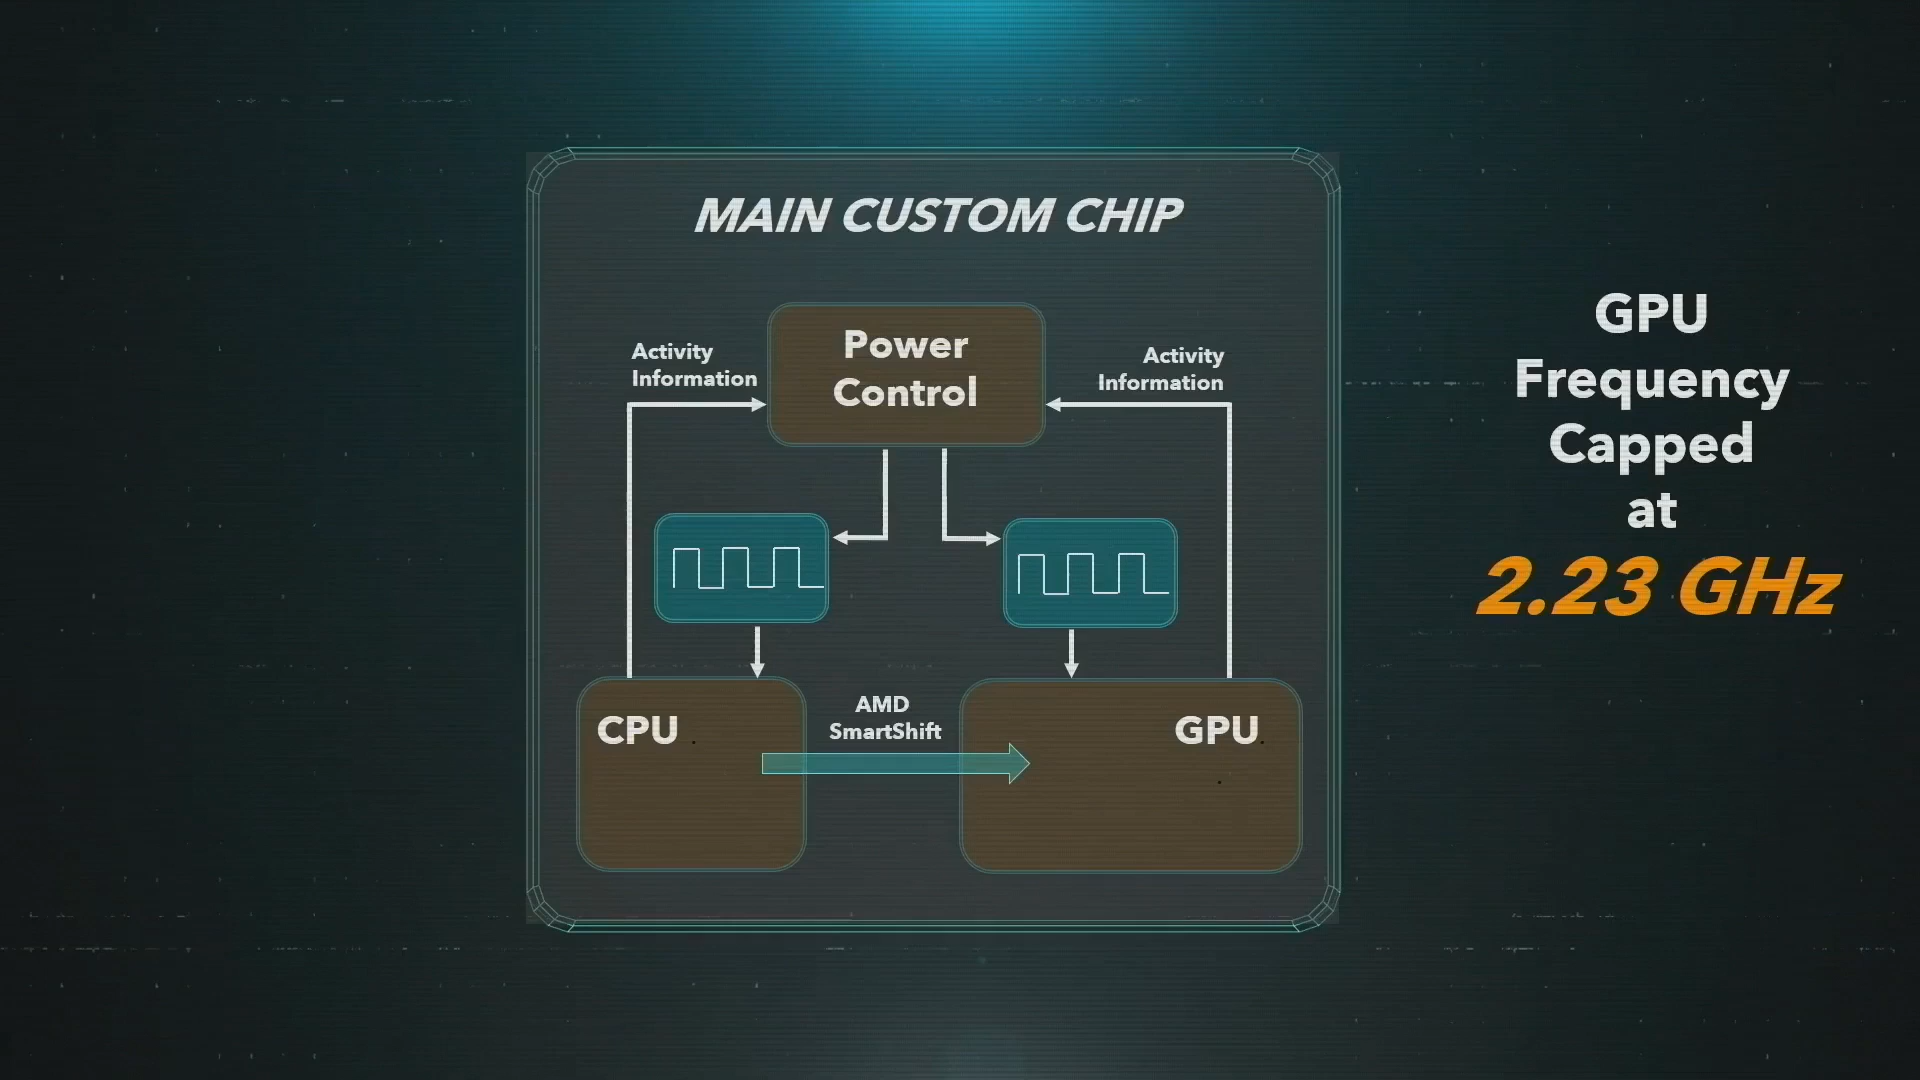 MAIN CUSTOM CHIP
Power
Control
Activity
Information
Activity
Information
CPU
AMD
SmartShift
GPU
GPU
Frequency
Capped
at
2.23 GHz